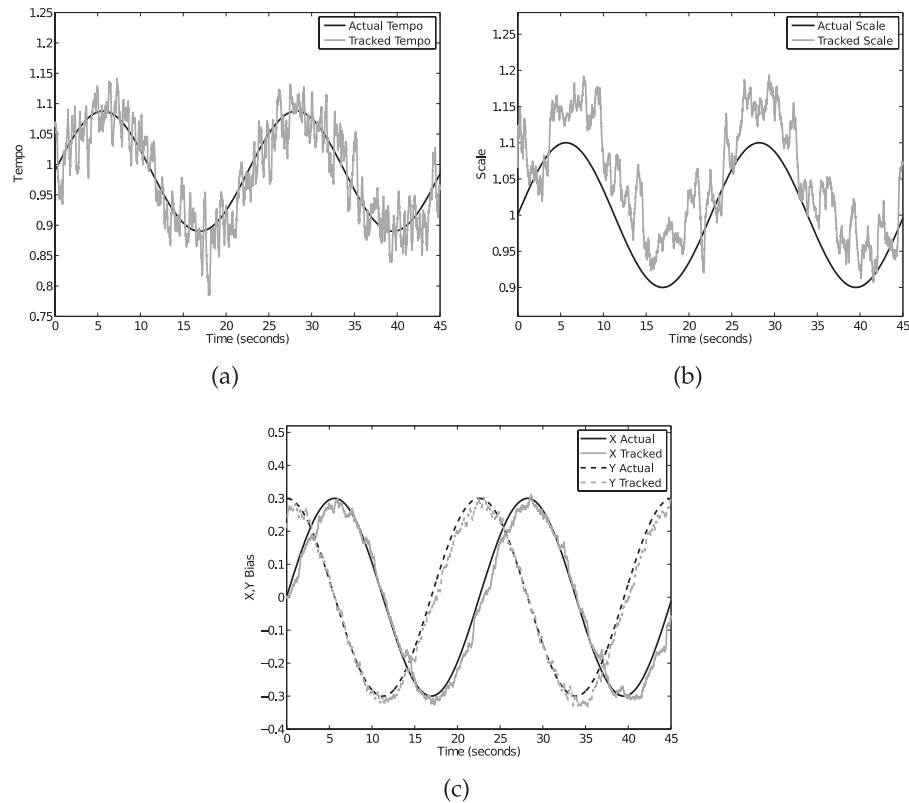 1.25
1.2
1.15
1.1
1.05
1
0.95
0.9
0.85
0.8
0.75
Tempo
0 5 10 15 20 25 30 35 40 45
Time (seconds)
Actual Tempo
Tracked Tempo
(a)
1.25
1.2
1.15
1.1
1.05
1
0.95
0.9
Scale
0 5 10 15 20 25 30 35 40 45
Time (seconds)
Actual Scale
Tracked Scale
(b)
0.5
0.4
0.3
0.2
0.1
0
−0.1
−0.2
−0.3
−0.4
X,Y Bias
0 5 10 15 20 25 30 35 40 45
Time (seconds)
X Actual
X Tracked
Y Actual
Y Tracked
(c)